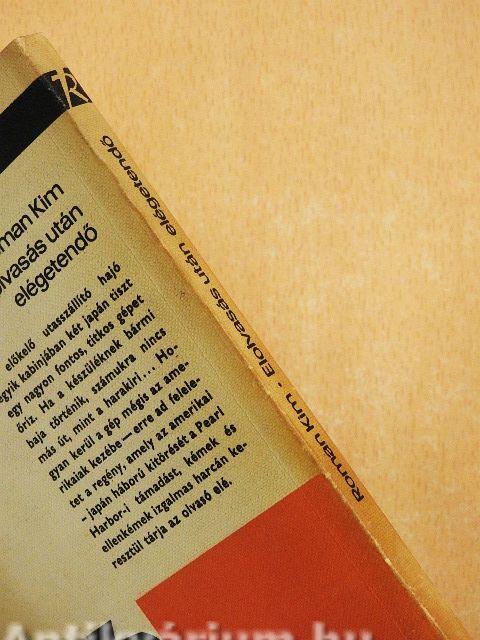 R
Roman Kim · Elolvasás után elégetendő
man Kim
lvasás után
elégetendő
előkelő utasszállító hajó
egyik kabinjában két japán tiszt
egy nagyon fontos, titkos gépet
őriz. Ha a készüléknek bármi
baja történik, számukra nincs
más út, mint a harakiri... Ho-
gyan kerül a gép mégis az ame-
rikaiak kezébe — erre ad felele-
tet a regény, amely az amerikai
- japán háború kitörését a Pearl
Harbor-i támadást, kémek és
ellenkémek izgalmas harcán ke-
resztül tárja az olvasó elé.
Antikvárium.hu